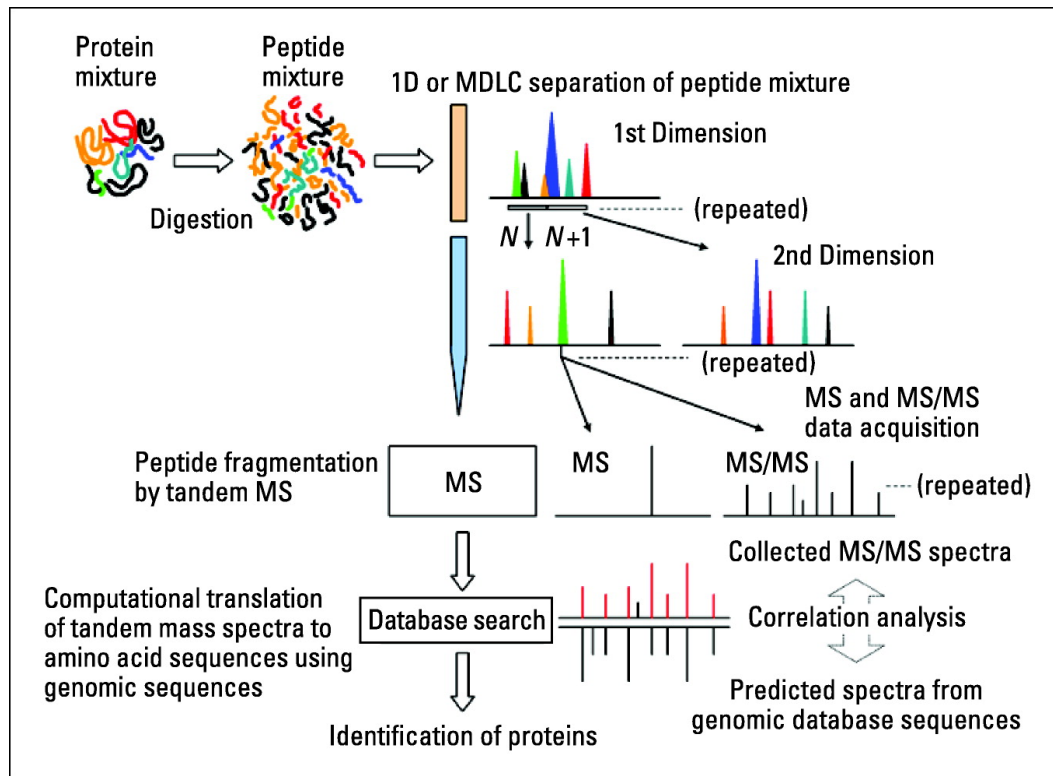 Protein
mixture
Peptide
mixture
Digestion
1D or MDLC separation of peptide mixture
1st Dimension
(repeated)
N
N+1
2nd Dimension
(repeated)
MS and MS/MS
data acquisition
Peptide fragmentation
by tandem MS
MS
MS
MS/MS
(repeated)
Collected MS/MS spectra
Computational translation
of tandem mass spectra to
amino acid sequences using
genomic sequences
Database search
Correlation analysis
Predicted spectra from
genomic database sequences
Identification of proteins